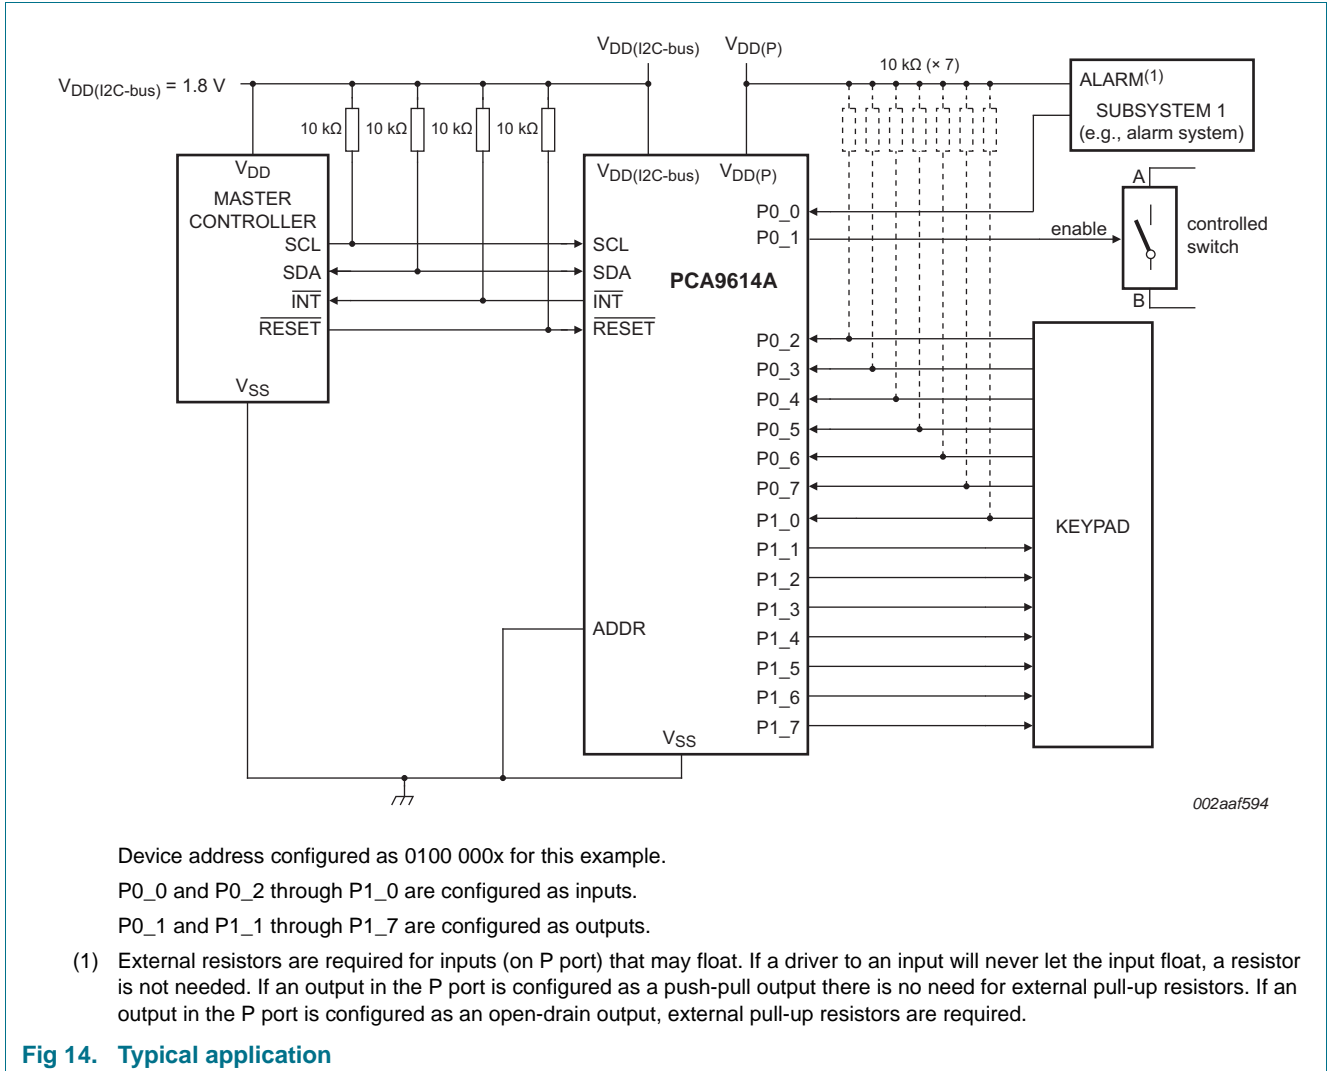 VDD(I2C-bus) VDD(P)
VDD(I2C-bus) = 1.8 V
10 kΩ (× 7)
ALARM(1)
SUBSYSTEM 1
(e.g., alarm system)
10 kΩ 10 kΩ 10 kΩ 10 kΩ
VDD
MASTER
CONTROLLER
SCL
SDA
INT
RESET
VSS
VDD(I2C-bus) VDD(P)
SCL
SDA
INT
RESET
PCA9614A
ADDR
VSS
P0_0
P0_1
P0_2
P0_3
P0_4
P0_5
P0_6
P0_7
P1_0
P1_1
P1_2
P1_3
P1_4
P1_5
P1_6
P1_7
enable
A
B
controlled
switch
KEYPAD
002aaf594
Device address configured as 0100 000x for this example.
P0_0 and P0_2 through P1_0 are configured as inputs.
P0_1 and P1_1 through P1_7 are configured as outputs.
(1) External resistors are required for inputs (on P port) that may float. If a driver to an input will never let the input float, a resistor
is not needed. If an output in the P port is configured as a push-pull output there is no need for external pull-up resistors. If an
output in the P port is configured as an open-drain output, external pull-up resistors are required.
Fig 14. Typical application